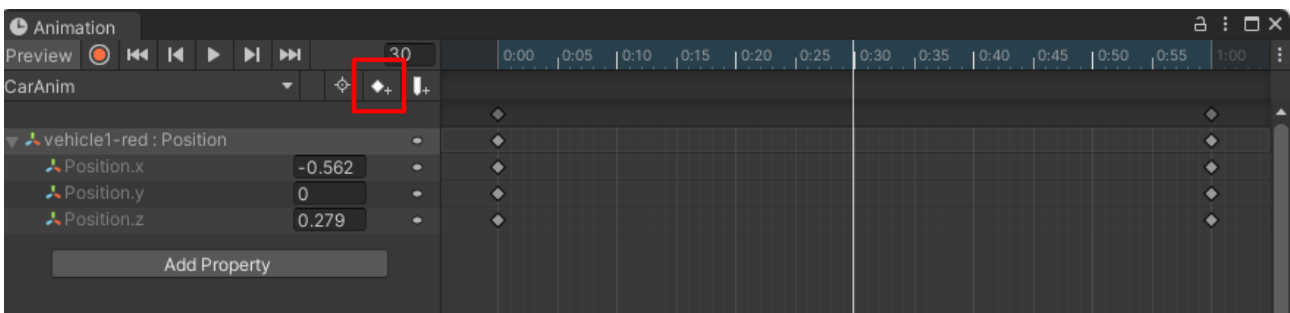 Animation
Preview 30 0:00 0:05 0:10 0:15 0:20 0:25 0:30 0:35 0:40 0:45 0:50 0:55 1:00
CarAnim
vehicle1-red : Position
Position.x -0.562
Position.y 0
Position.z 0.279
Add Property